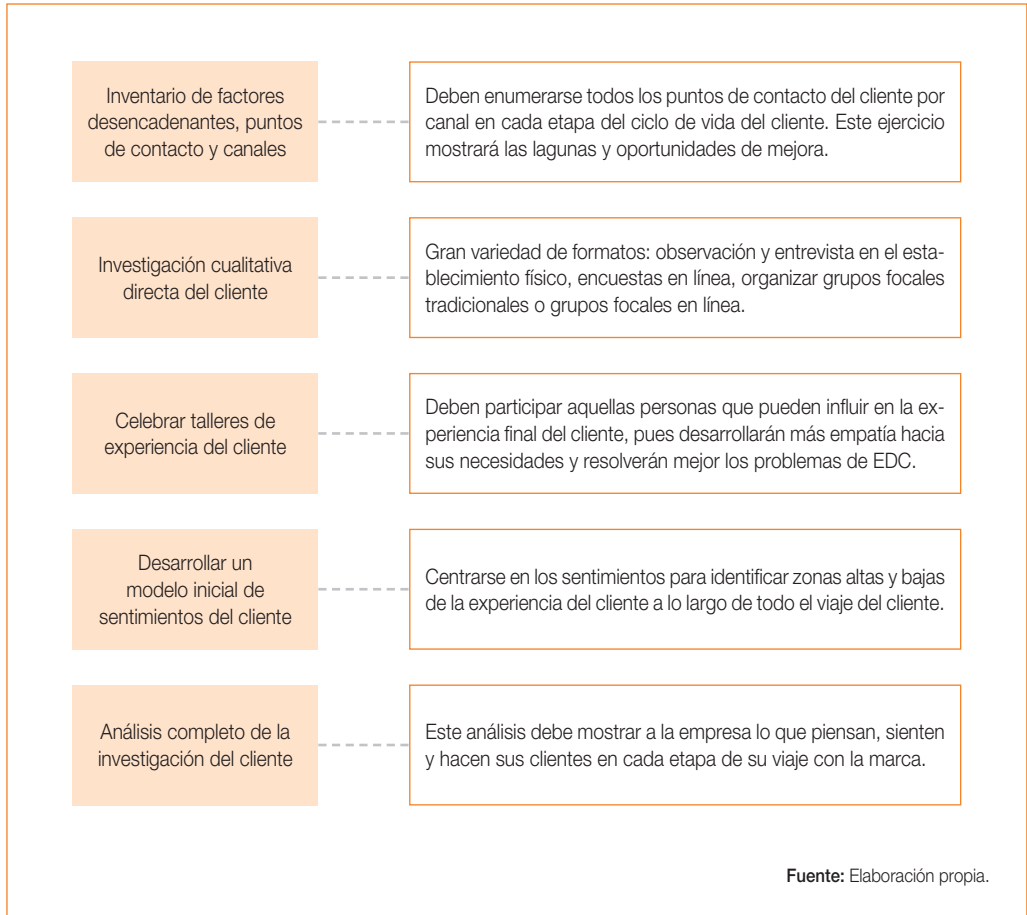 Inventario de factores
desencadenantes, puntos
de contacto y canales
Deben enumerarse todos los puntos de contacto del cliente por
canal en cada etapa del ciclo de vida del cliente. Este ejercicio
mostrará las lagunas y oportunidades de mejora.
Investigación cualitativa
directa del cliente
Gran variedad de formatos: observación y entrevista en el esta-
blecimiento físico, encuestas en línea, organizar grupos focales
tradicionales o grupos focales en línea.
Celebrar talleres de
experiencia del cliente
Deben participar aquellas personas que pueden influir en la ex-
periencia final del cliente, pues desarrollarán más empatía hacia
sus necesidades y resolverán mejor los problemas de EDC.
Desarrollar un
modelo inicial de
sentimientos del cliente
Centrarse en los sentimientos para identificar zonas altas y bajas
de la experiencia del cliente a lo largo de todo el viaje del cliente.
Análisis completo de la
investigación del cliente
Este análisis debe mostrar a la empresa lo que piensan, sienten
y hacen sus clientes en cada etapa de su viaje con la marca.
Fuente: Elaboración propia.